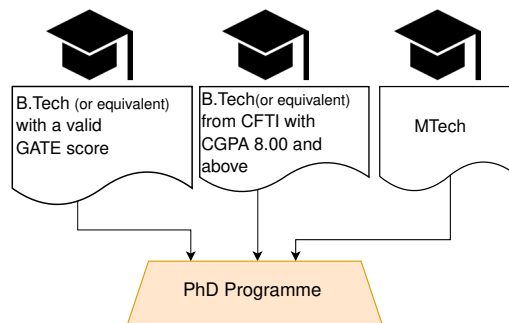 B.Tech (or equivalent)
with a valid
GATE score
B.Tech(or equivalent)
from CFTI with
CGPA 8.00 and
above
MTech
PhD Programme